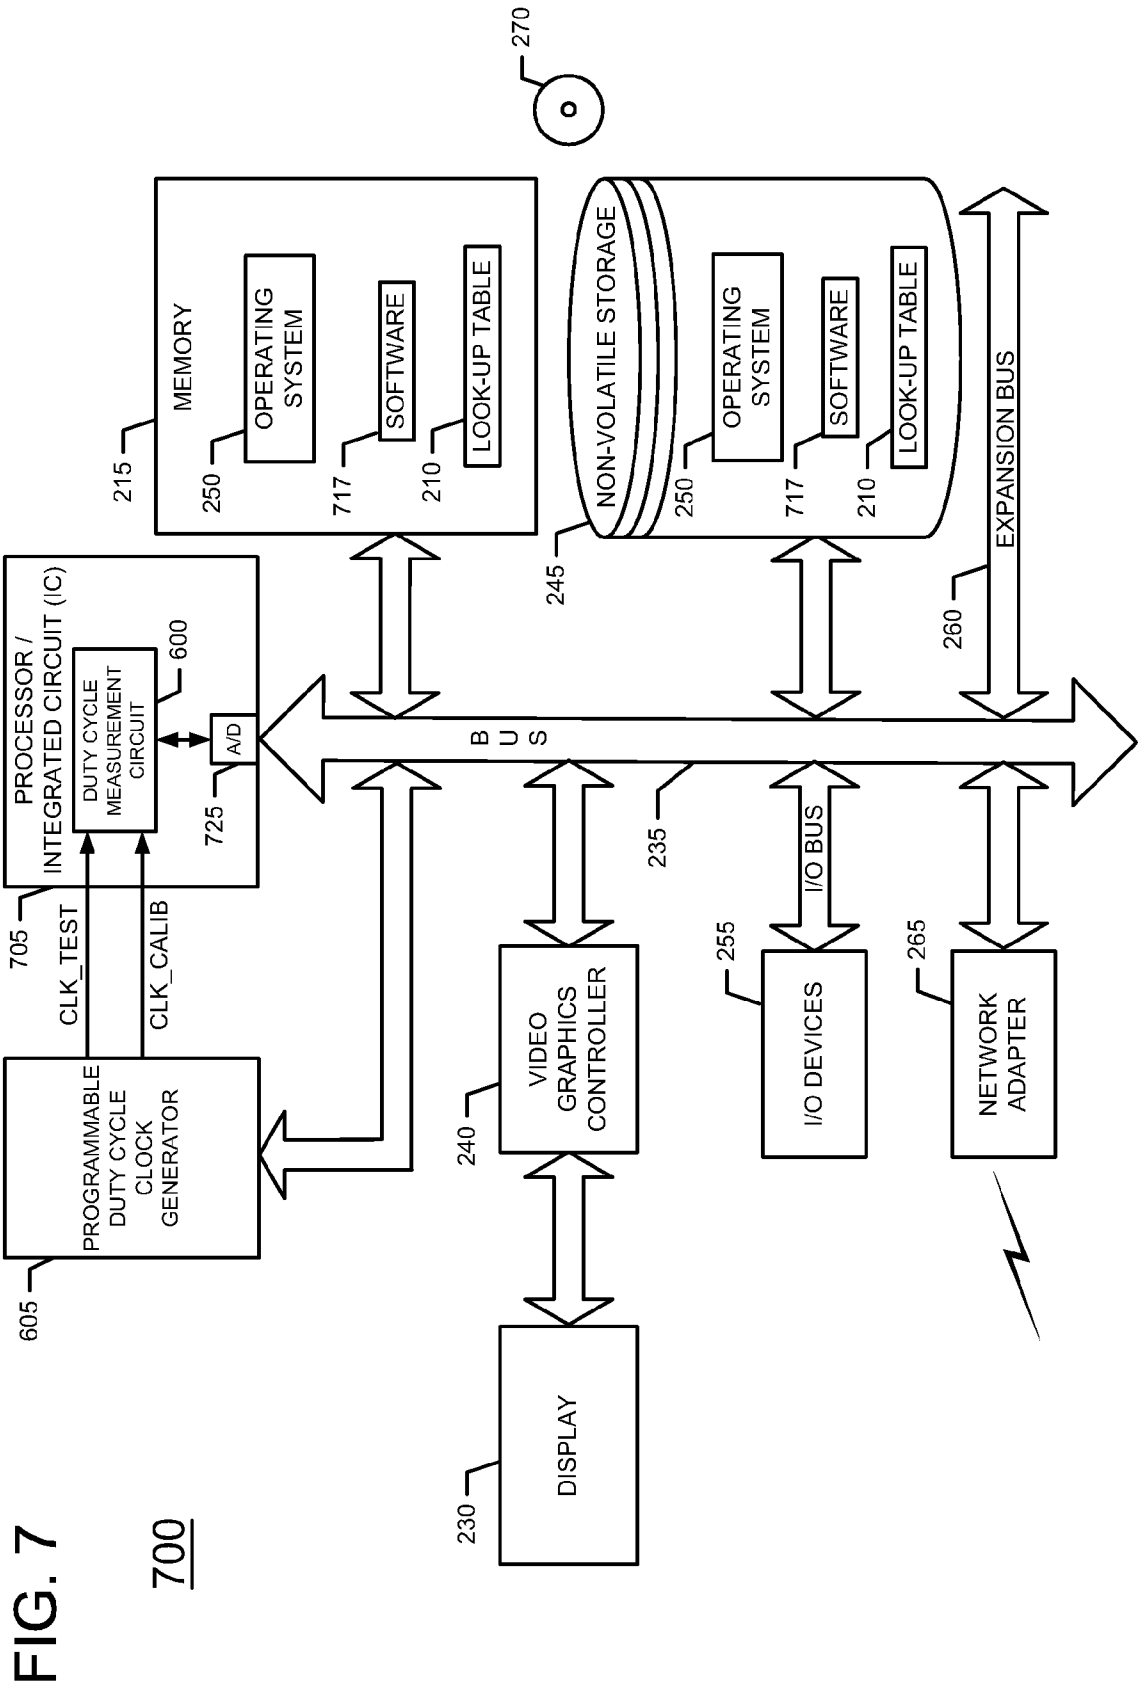 FIG. 7
700
605
PROGRAMMABLE
DUTY CYCLE
CLOCK
GENERATOR
CLK_TEST
CLK_CALIB
705
PROCESSOR /
INTEGRATED CIRCUIT (IC)
DUTY CYCLE
MEASUREMENT
CIRCUIT
600
725
A/D
215
MEMORY
250
OPERATING
SYSTEM
717
SOFTWARE
210
LOOK-UP TABLE
270
230
DISPLAY
240
VIDEO
GRAPHICS
CONTROLLER
BUS
235
245
NON-VOLATILE STORAGE
250
OPERATING
SYSTEM
717
SOFTWARE
210
LOOK-UP TABLE
255
I/O DEVICES
I/O BUS
260
EXPANSION BUS
265
NETWORK
ADAPTER